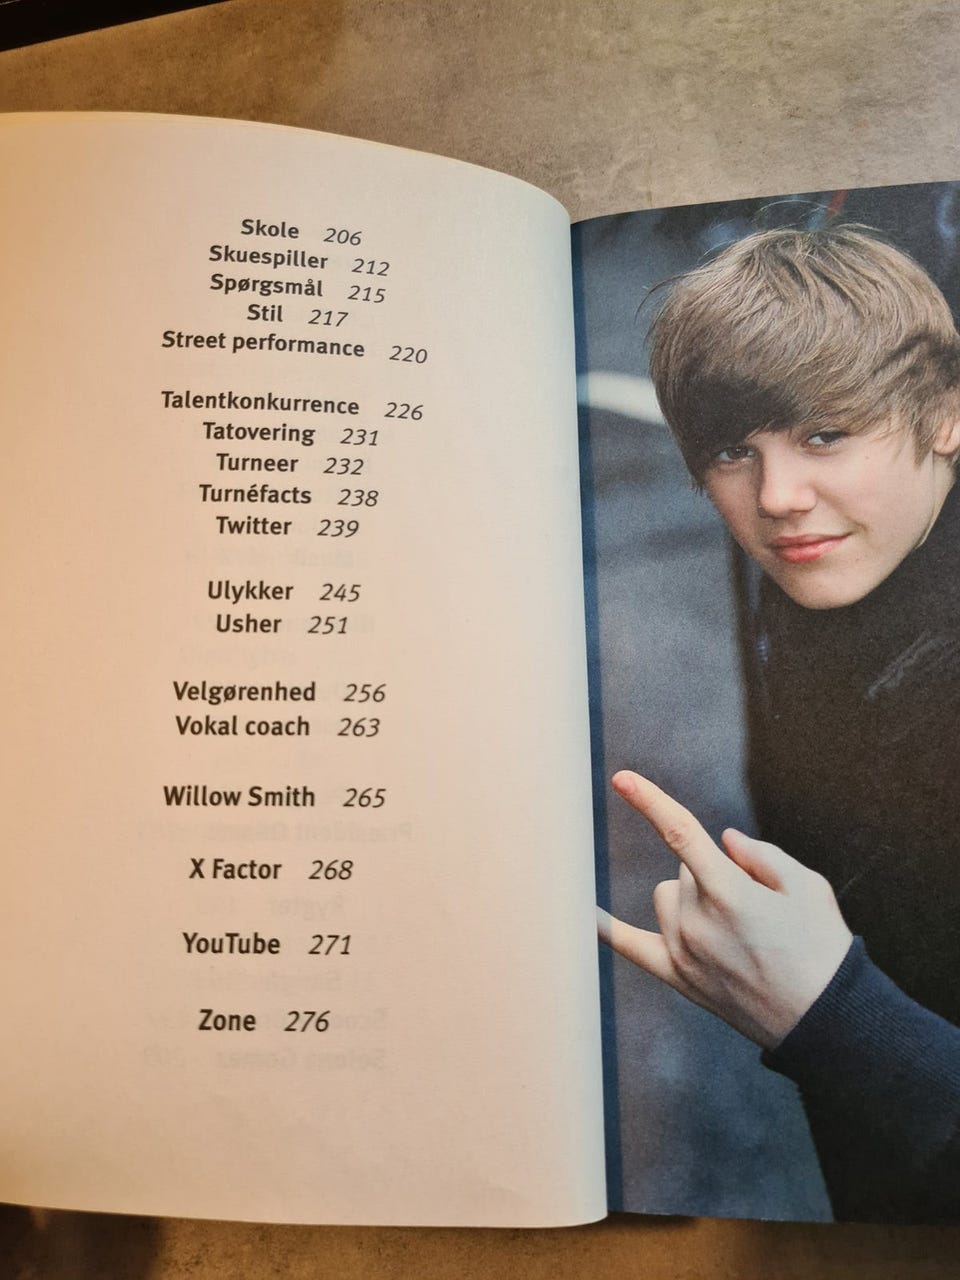 Skole 206
Skuespiller 212
Spørgsmål 215
Stil 217
Street performance 220
Talentkonkurrence 226
Tatovering 231
Turneer 232
Turnéfacts 238
Twitter 239
Ulykker 245
Usher 251
Velgørenhed 256
Vokal coach 263
Willow Smith 265
X Factor 268
YouTube 271
Zone 276